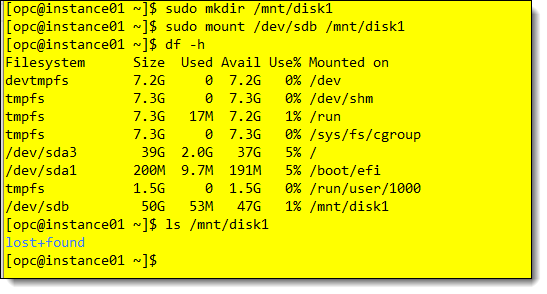 [opc@instance01 ~]$ sudo mkdir /mnt/disk1
[opc@instance01 ~]$ sudo mount /dev/sdb /mnt/disk1
[opc@instance01 ~]$ df -h
Filesystem      Size  Used Avail Use% Mounted on
devtmpfs        7.2G     0  7.2G   0% /dev
tmpfs           7.3G     0  7.3G   0% /dev/shm
tmpfs           7.3G   17M  7.2G   1% /run
tmpfs           7.3G     0  7.3G   0% /sys/fs/cgroup
/dev/sda3        39G  2.0G   37G   5% /
/dev/sda1       200M  9.7M  191M   5% /boot/efi
tmpfs           1.5G     0  1.5G   0% /run/user/1000
/dev/sdb         50G   53M   47G   1% /mnt/disk1
[opc@instance01 ~]$ ls /mnt/disk1
lost+found
[opc@instance01 ~]$